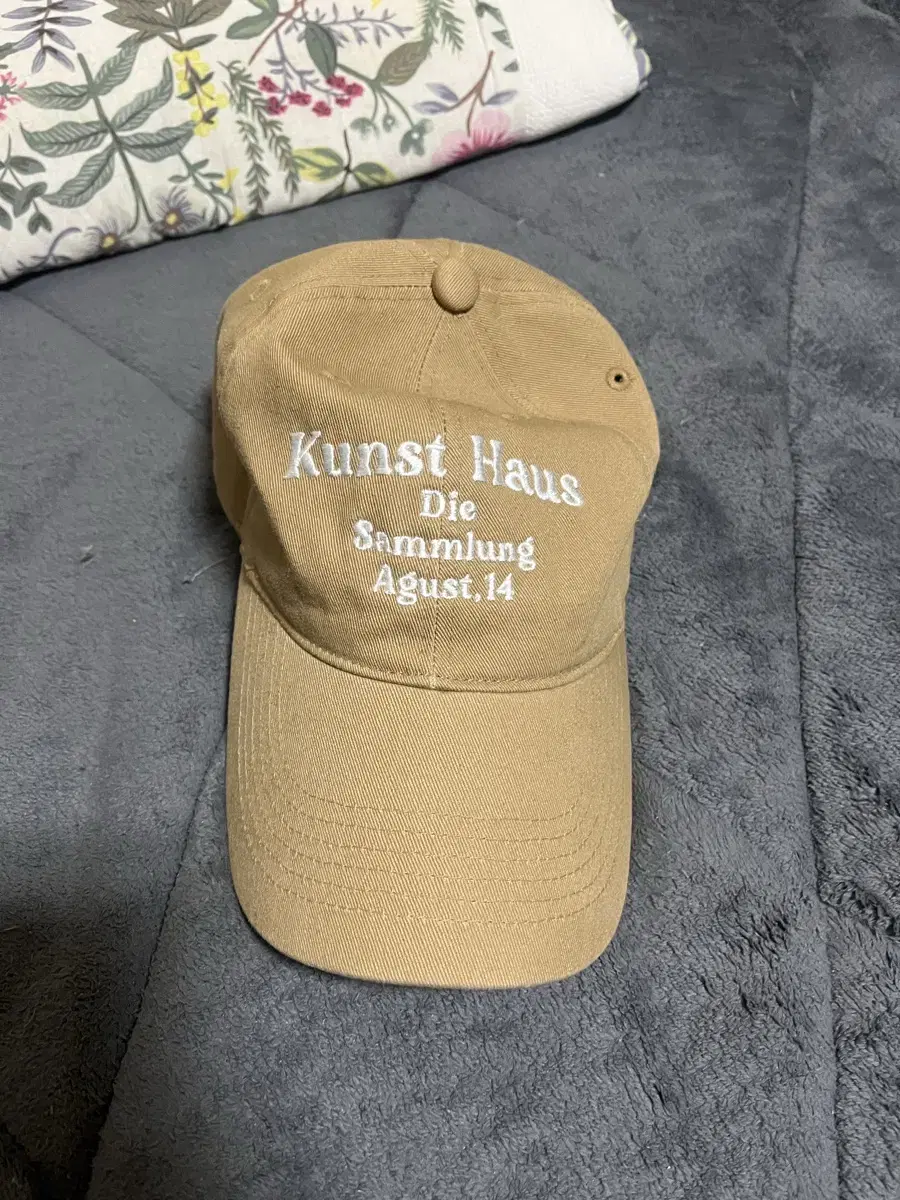 Kunst Haus
Die
Sammlung
Agust,14